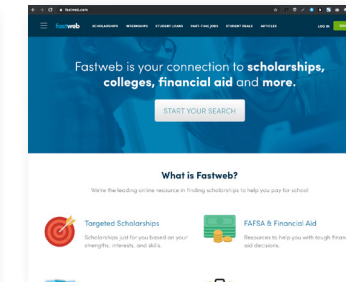 fastweb.com
fastweb SCHOLARSHIPS INTERNSHIPS STUDENT LOANS PART-TIME JOBS STUDENT DEALS ARTICLES LOG IN
Fastweb is your connection to scholarships,
colleges, financial aid and more.
START YOUR SEARCH
What is Fastweb?
We're the leading online resource in finding scholarships to help you pay for school
Targeted Scholarships
Scholarships just for you based on your
strengths, interests, and skills.
FAFSA & Financial Aid
Resources to help you with tough finan
aid decisions.